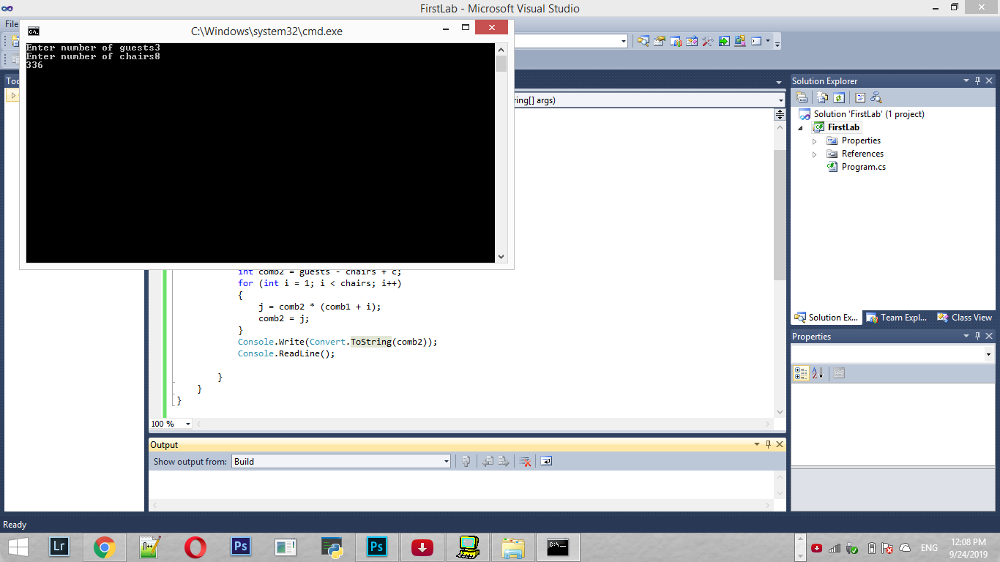 FirstLab - Microsoft Visual Studio
File
C:\Windows\system32\cmd.exe
C:\.
Enter number of guests3
Enter number of chairs8
336
ring[] args)
int comb2 = guests - chairs + c;
for (int i = 1; i < chairs; i++)
{
j = comb2 * (comb1 + i);
comb2 = j;
}
Console.Write(Convert.ToString(comb2));
Console.ReadLine();
}
}
}
100 %
Output
Show output from: Build
Solution Explorer
Solution 'FirstLab' (1 project)
FirstLab
Properties
References
Program.cs
Solution Ex...
Team Expl...
Class View
Properties
Ready
Lr
Ps
Ps
C:\.
ENG
12:08 PM
9/24/2019